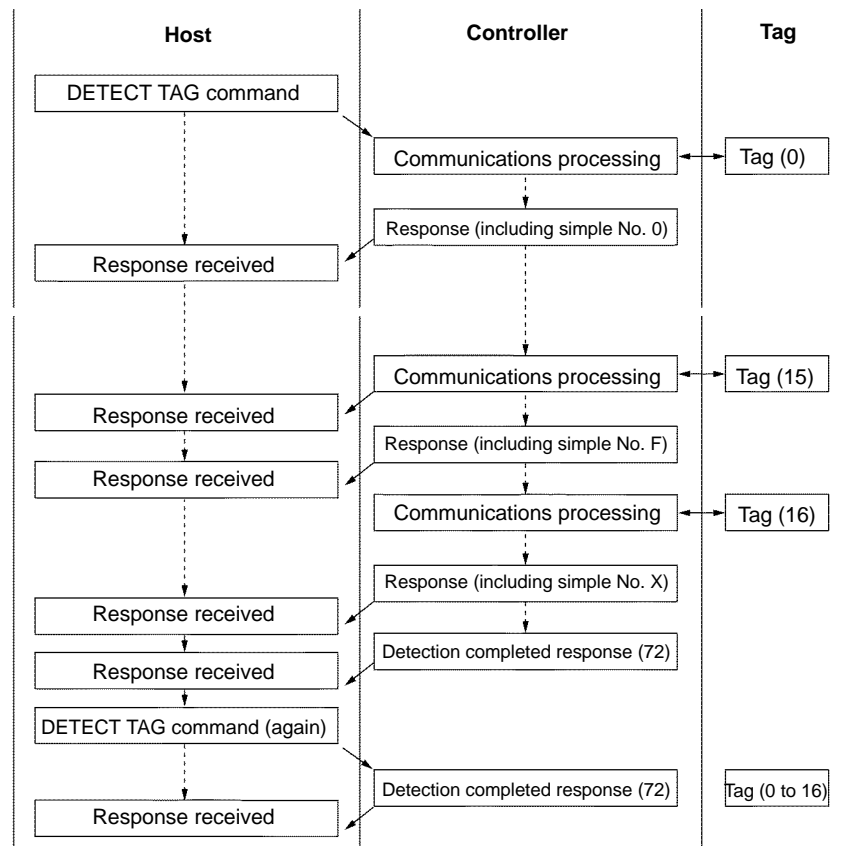 Host
Controller
Tag
DETECT TAG command
Communications processing
Tag (0)
Response (including simple No. 0)
Response received
Communications processing
Tag (15)
Response received
Response (including simple No. F)
Response received
Communications processing
Tag (16)
Response (including simple No. X)
Response received
Detection completed response (72)
Response received
DETECT TAG command (again)
Detection completed response (72)
Tag (0 to 16)
Response received